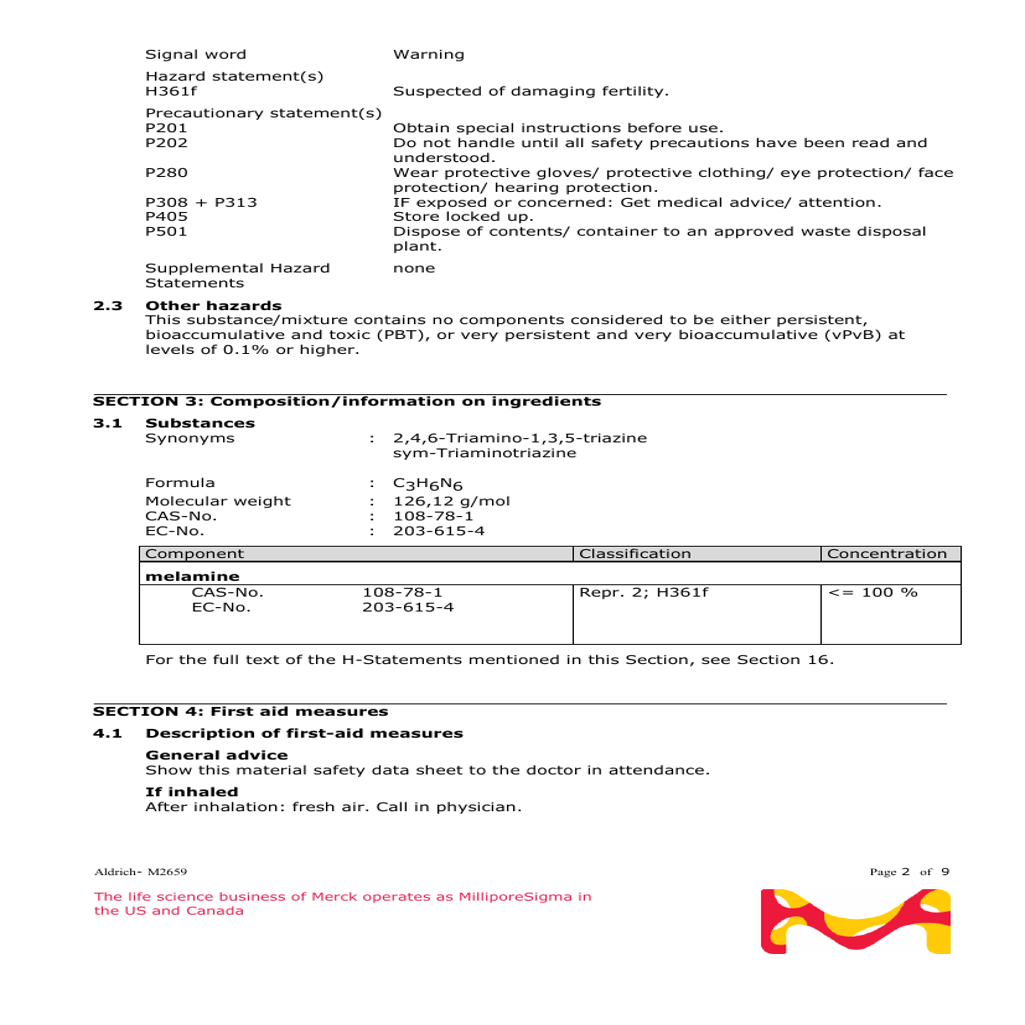 Signal word Warning
Hazard statement(s)
H361f Suspected of damaging fertility.
Precautionary statement(s)
P201 Obtain special instructions before use.
P202 Do not handle until all safety precautions have been read and
understood.
P280 Wear protective gloves/ protective clothing/ eye protection/ face
protection/ hearing protection.
P308 + P313 IF exposed or concerned: Get medical advice/ attention.
P405 Store locked up.
P501 Dispose of contents/ container to an approved waste disposal
plant.
Supplemental Hazard none
Statements
2.3 Other hazards
This substance/mixture contains no components considered to be either persistent,
bioaccumulative and toxic (PBT), or very persistent and very bioaccumulative (vPvB) at
levels of 0.1% or higher.
SECTION 3: Composition/information on ingredients
3.1 Substances
Synonyms : 2,4,6-Triamino-1,3,5-triazine
sym-Triaminotriazine
Formula : C3H6N6
Molecular weight : 126,12 g/mol
CAS-No. : 108-78-1
EC-No. : 203-615-4
Component Classification Concentration
melamine
CAS-No. 108-78-1 Repr. 2; H361f <= 100 %
EC-No. 203-615-4
For the full text of the H-Statements mentioned in this Section, see Section 16.
SECTION 4: First aid measures
4.1 Description of first-aid measures
General advice
Show this material safety data sheet to the doctor in attendance.
If inhaled
After inhalation: fresh air. Call in physician.
Aldrich- M2659 Page 2 of 9
The life science business of Merck operates as MilliporeSigma in
the US and Canada